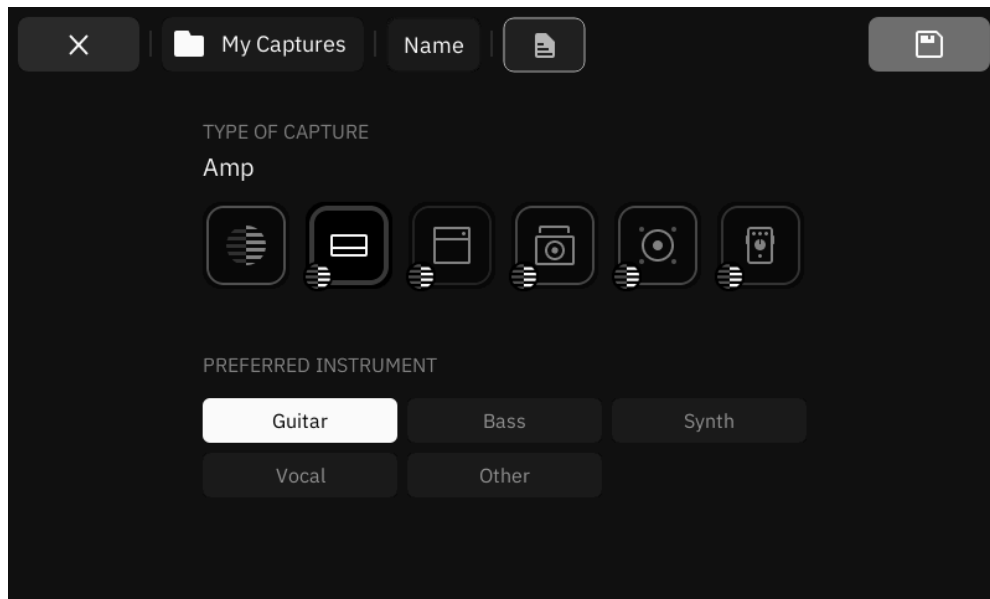 My Captures Name
TYPE OF CAPTURE
Amp
PREFERRED INSTRUMENT
Guitar Bass Synth
Vocal Other